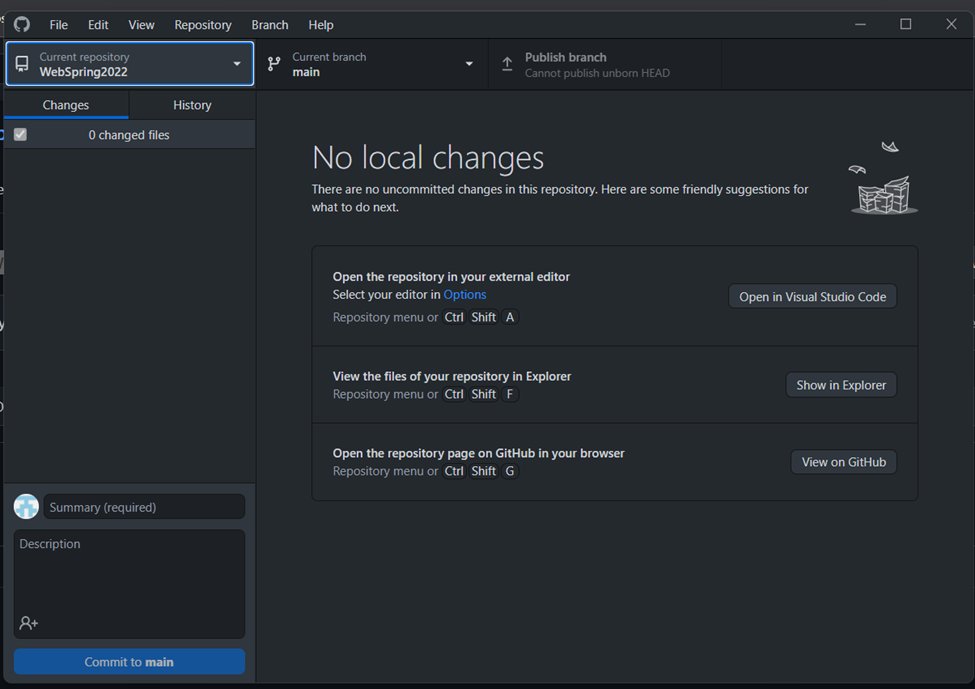 File Edit View Repository Branch Help
Current repository
WebSpring2022
Current branch
main
Publish branch
Cannot publish unborn HEAD
Changes History
0 changed files
No local changes
There are no uncommitted changes in this repository. Here are some friendly suggestions for
what to do next.
Open the repository in your external editor
Select your editor in Options
Repository menu or Ctrl Shift A
Open in Visual Studio Code
View the files of your repository in Explorer
Repository menu or Ctrl Shift F
Show in Explorer
Open the repository page on GitHub in your browser
Repository menu or Ctrl Shift G
View on GitHub
Summary (required)
Description
Commit to main